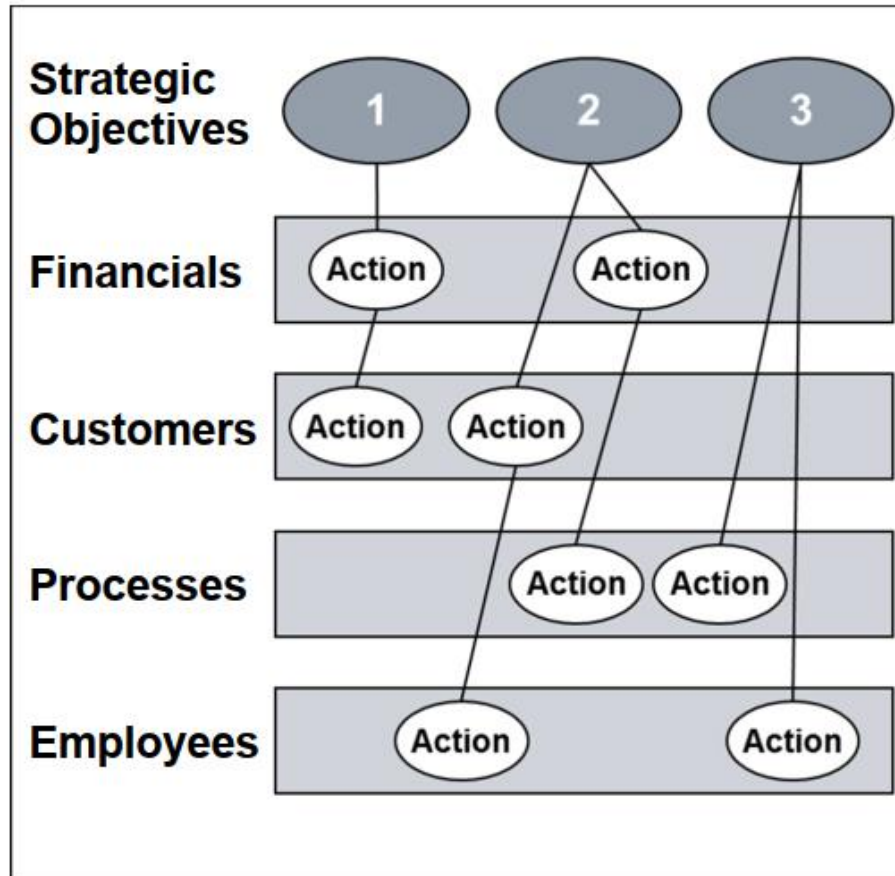 Strategic
Objectives
1 2 3
Financials
Action Action
Customers
Action Action
Processes
Action Action
Employees
Action Action